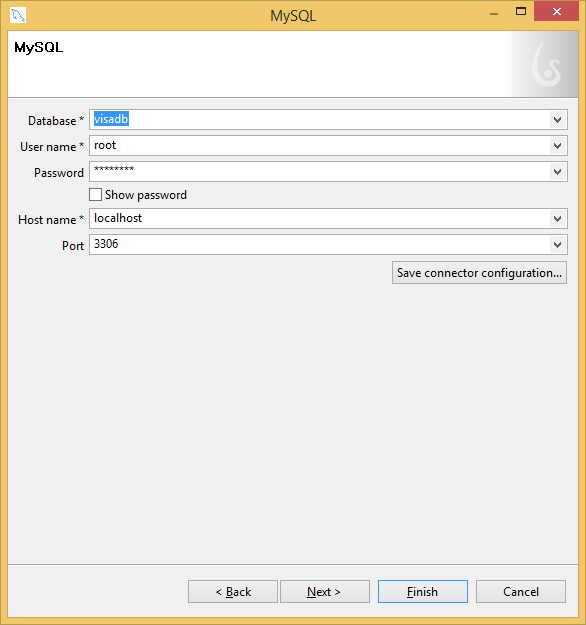 MySQL
MySQL
Database * visadb
User name * root
Password ********
Show password
Host name * localhost
Port 3306
Save connector configuration...
< Back Next > Finish Cancel